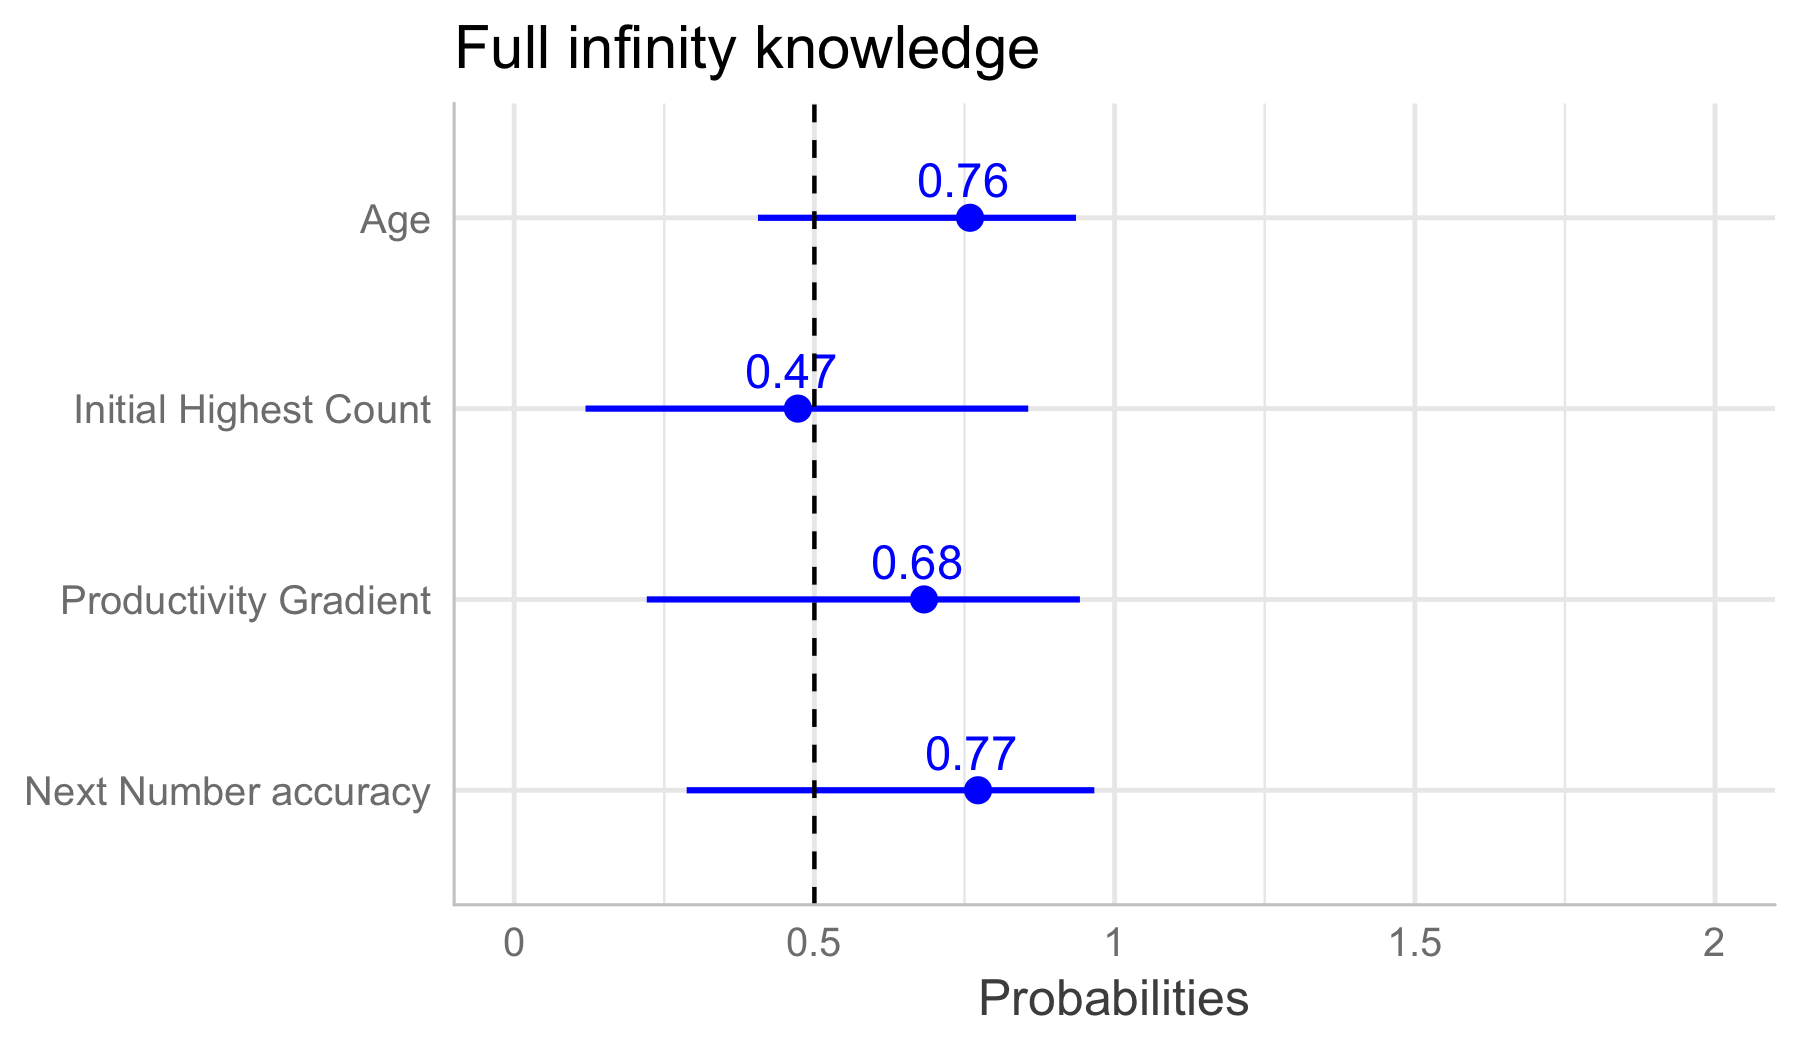 Full infinity knowledge
Age
0.76
Initial Highest Count
0.47
Productivity Gradient
0.68
Next Number accuracy
0.77
0 0.5 1 1.5 2
Probabilities